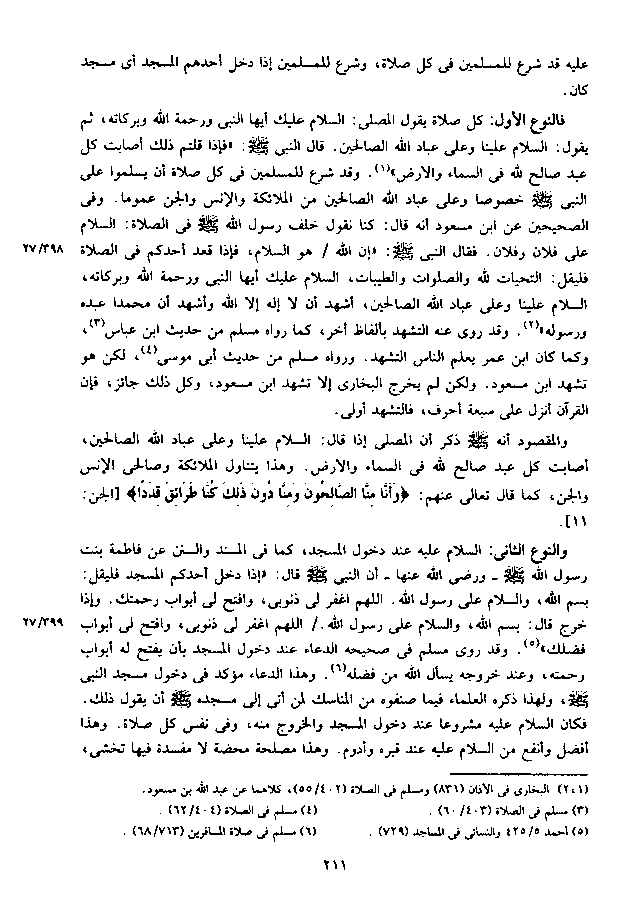 عليه قد شرع للمسلمين فى كل صلاة، وشرع للمسلمين إذا دخل أحدهم المسجد أى مسجد
كان.
فالنوع الأول: كل صلاة يقول المصلى: السلام عليك أيها النبى ورحمة الله وبركاته، ثم
يقول: السلام علينا وعلى عباد الله الصالحين. قال النبى ﷺ: «فإذا قلتم ذلك أصابت كل
عبد صالح لله فى السماء والأرض»(١). وقد شرع للمسلمين فى كل صلاة أن يسلموا على
النبى ﷺ خصوصا وعلى عباد الله الصالحين من الملائكة والإنس والجن عموما. وفى
الصحيحين عن ابن مسعود أنه قال: كنا نقول خلف رسول الله ﷺ فى الصلاة: السلام
على فلان وفلان. فقال النبى ﷺ: «إن الله / هو السلام، فإذا قعد أحدكم فى الصلاة ٢٧/٣٩٨
فليقل: التحيات لله والصلوات والطيبات، السلام عليك أيها النبى ورحمة الله وبركاته،
السلام علينا وعلى عباد الله الصالحين، أشهد أن لا إله إلا الله وأشهد أن محمدا عبده
ورسوله»(٢). وقد روى عنه التشهد بألفاظ أخر، كما رواه مسلم من حديث ابن عباس(٣)،
وكما كان ابن عمر يعلم الناس التشهد. ورواه مسلم من حديث أبى موسى(٤)، لكن هو
تشهد ابن مسعود. ولكن لم يخرج البخارى إلا تشهد ابن مسعود، وكل ذلك جائز، فإن
القرآن أنزل على سبعة أحرف، فالتشهد أولى.
والمقصود أنه ﷺ ذكر أن المصلى إذا قال: السلام علينا وعلى عباد الله الصالحين،
أصابت كل عبد صالح لله فى السماء والأرض. وهذا يتناول الملائكة وصالحى الإنس
والجن، كما قال تعالى عنهم: ﴿وَأَنَّا مِنَّا الصَّالِحُونَ وَمِنَّا دُونَ ذَلِكَ كُنَّا طَرَائِقَ قِدَدًا﴾ [الجن:
١١].
والنوع الثانى: السلام عليه عند دخول المسجد، كما فى المسند والسنن عن فاطمة بنت
رسول الله ﷺ ـ ورضى الله عنها ـ أن النبى ﷺ قال: «إذا دخل أحدكم المسجد فليقل:
بسم الله، والسلام على رسول الله. اللهم اغفر لى ذنوبى، وافتح لى أبواب رحمتك. وإذا
خرج قال: بسم الله، والسلام على رسول الله./ اللهم اغفر لى ذنوبى، وافتح لى أبواب ٢٧/٣٩٩
فضلك»(٥). وقد روى مسلم فى صحيحه الدعاء عند دخول المسجد بأن يفتح له أبواب
رحمته، وعند خروجه يسأل الله من فضله(٦). وهذا الدعاء مؤكد فى دخول مسجد النبى
ﷺ، ولهذا ذكره العلماء فيما صنفوه من المناسك لمن أتى إلى مسجده ﷺ أن يقول ذلك.
فكان السلام عليه مشروعا عند دخول المسجد والخروج منه، وفى نفس كل صلاة. وهذا
أفضل وأنفع من السلام عليه عند قبره وأدوم. وهذا مصلحة محضة لا مفسدة فيها تخشى،
(١، ٢) البخارى فى الأذان (٨٣١) ومسلم فى الصلاة (٤٠٢/ ٥٥)، كلاهما عن عبد الله بن مسعود.
(٣) مسلم فى الصلاة (٤٠٣/ ٦٠). (٤) مسلم فى الصلاة (٤٠٤/ ٦٢).
(٥) أحمد ٥/ ٤٢٥ والنسائى فى المساجد (٧٢٩). (٦) مسلم فى صلاة المسافرين (٧١٣/ ٦٨).
٢١١